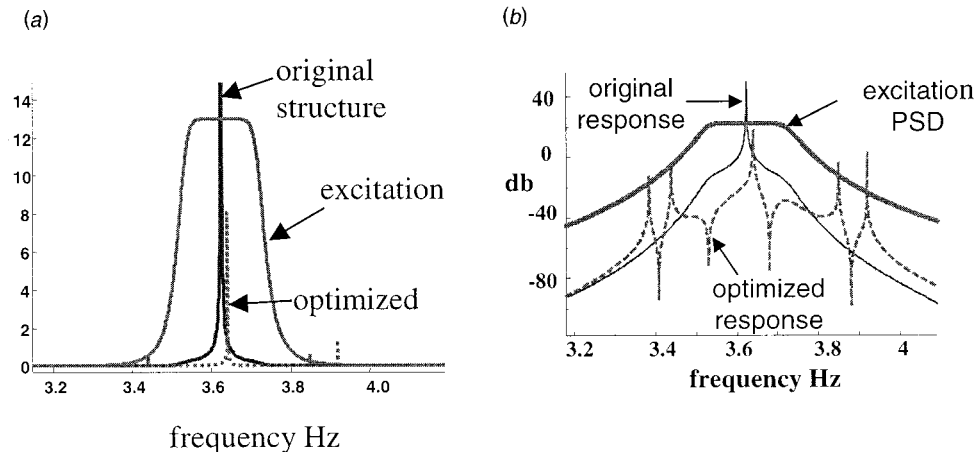 (a)
original
structure
excitation
optimized
14
12
10
8
6
4
2
0
3.2
3.4
3.6
3.8
4.0
frequency Hz
(b)
original
response
excitation
PSD
optimized
response
40
0
db
-40
-80
3.2
3.4
3.6
3.8
4
frequency Hz